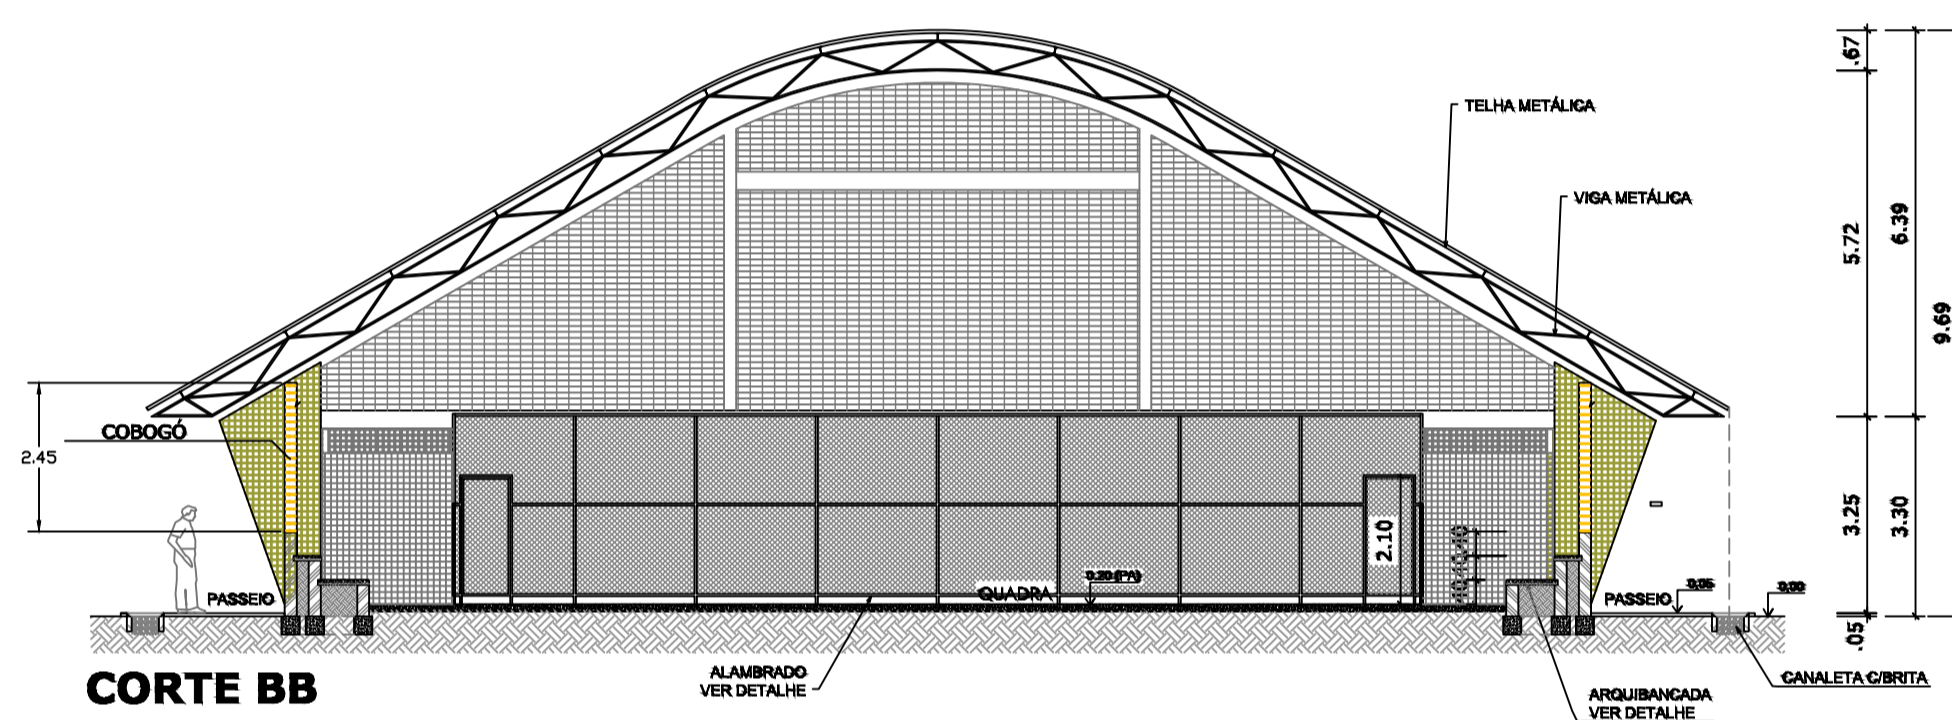 .67
TELHA METÁLICA
VIGA METÁLICA
5.72
6.39
9.69
COBOGÓ
2.45
3.25
3.30
2.10
0.20 (PA)
QUADRA
PASSEIO
PASSEIO
0,05
0,00
.05
ALAMBRADO
VER DETALHE
CANALETA C/BRITA
ARQUIBANCADA
VER DETALHE
CORTE BB